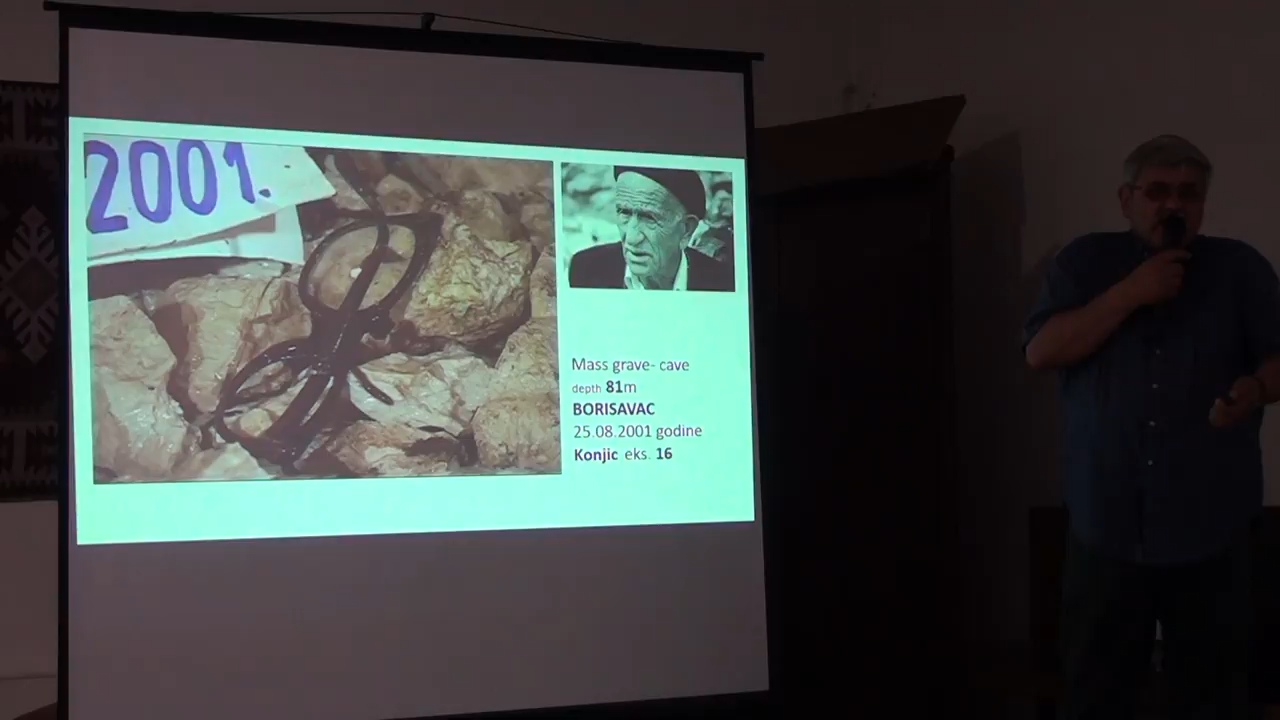 2001.
Mass grave- cave
depth 81m
BORISAVAC
25.08.2001 godine
Konjic eks. 16